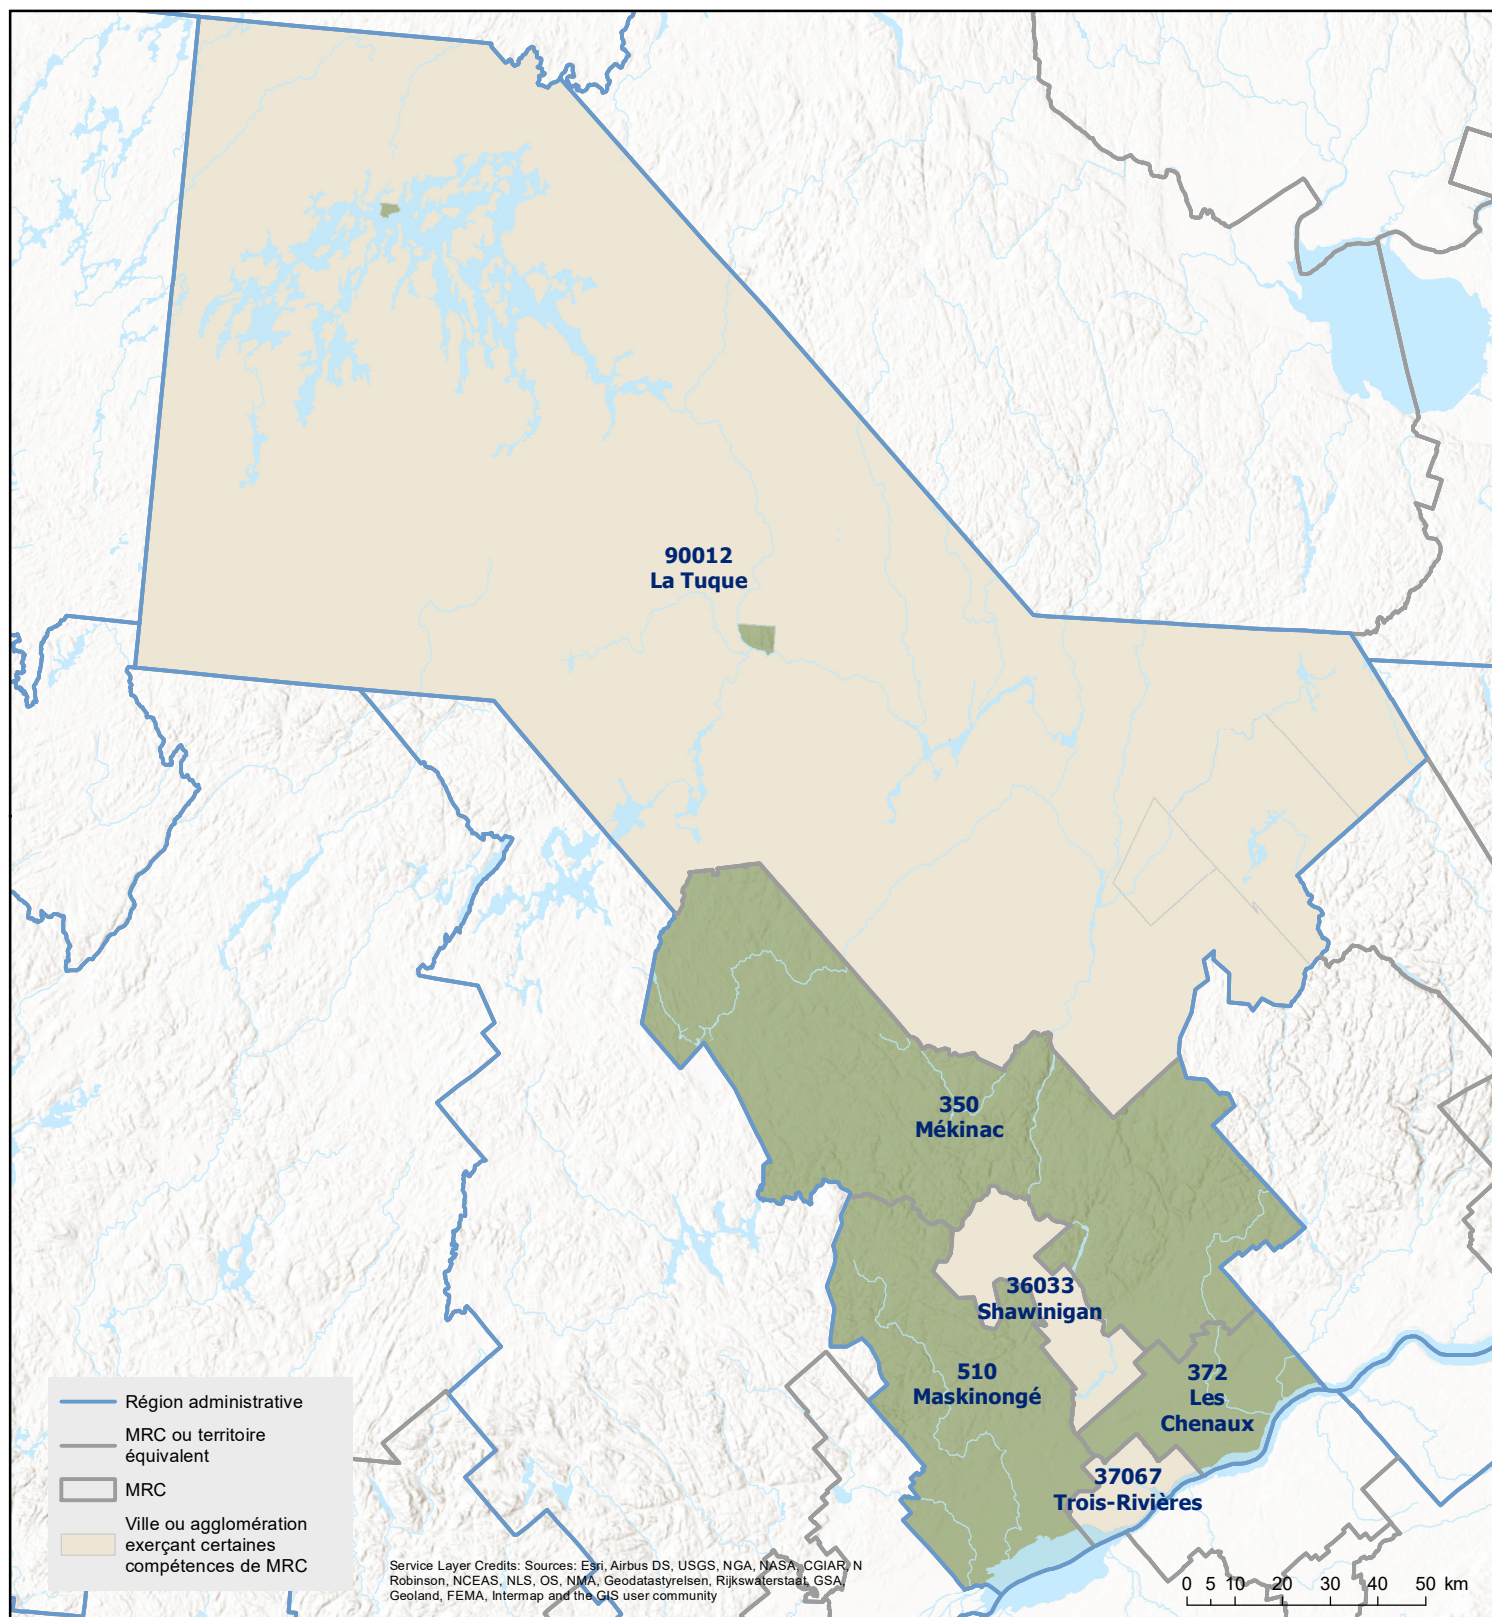 90012
La Tuque
350
Mékinac
36033
Shawinigan
510
Maskinongé
372
Les
Chenaux
37067
Trois-Rivières
Région administrative
MRC ou territoire
équivalent
MRC
Ville ou agglomération
exerçant certaines
compétences de MRC
Service Layer Credits: Sources: Esri, Airbus DS, USGS, NGA, NASA, CGIAR, N
Robinson, NCEAS, NLS, OS, NMA, Geodatastyrelsen, Rijkswaterstaat, GSA,
Geoland, FEMA, Intermap and the GIS user community
0 5 10 20 30 40 50 km